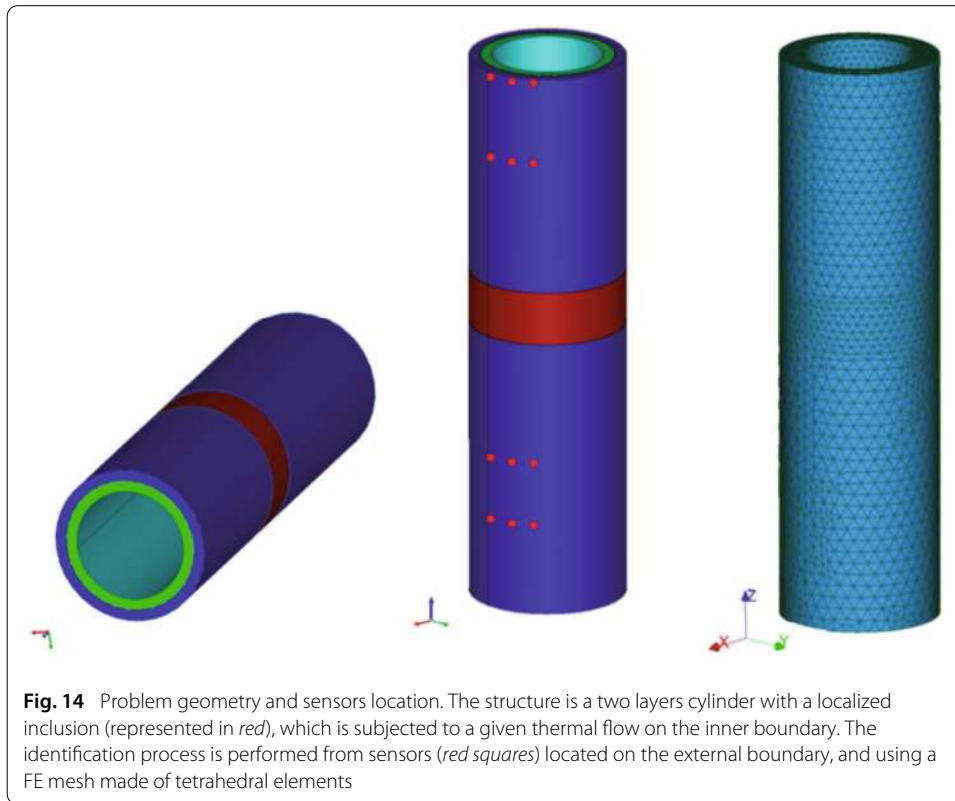 Z
X
Y
Fig. 14 Problem geometry and sensors location. The structure is a two layers cylinder with a localized
inclusion (represented in red), which is subjected to a given thermal flow on the inner boundary. The
identification process is performed from sensors (red squares) located on the external boundary, and using a
FE mesh made of tetrahedral elements